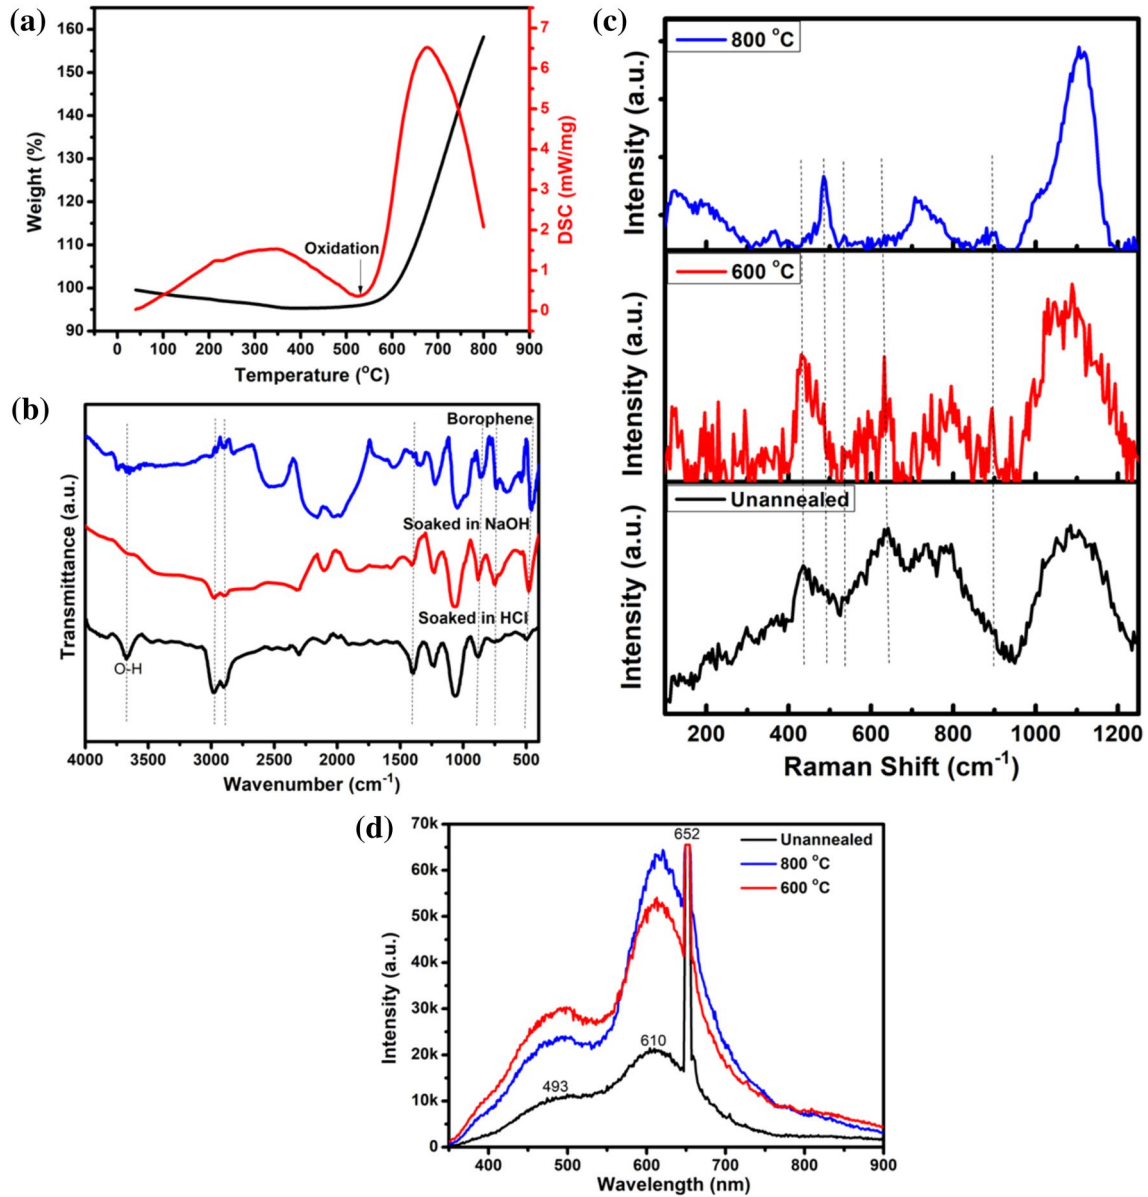 (a)
160
150
140
130
120
110
100
90
Weight (%)
7
6
5
4
3
2
1
0
DSC (mW/mg)
Oxidation
0 100 200 300 400 500 600 700 800 900
Temperature (°C)
(b)
Borophene
Soaked in NaOH
Soaked in HCl
O-H
Transmittance (a.u.)
4000 3500 3000 2500 2000 1500 1000 500
Wavenumber (cm-1)
(c)
800 °C
Intensity (a.u.)
600 °C
Intensity (a.u.)
Unannealed
Intensity (a.u.)
200 400 600 800 1000 1200
Raman Shift (cm-1)
(d)
70k
60k
50k
40k
30k
20k
10k
0
Intensity (a.u.)
652
610
493
Unannealed
800 °C
600 °C
400 500 600 700 800 900
Wavelength (nm)